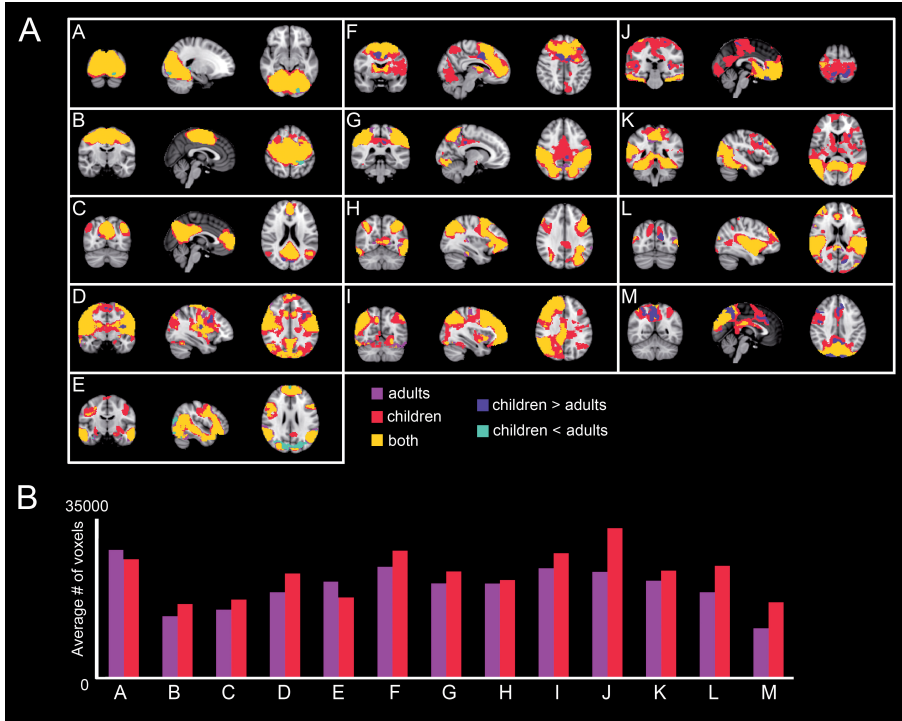 A
A
F
J
B
G
K
C
H
L
D
I
M
E
adults
children
both
children > adults
children < adults
B
35000
Average # of voxels
0
A B C D E F G H I J K L M